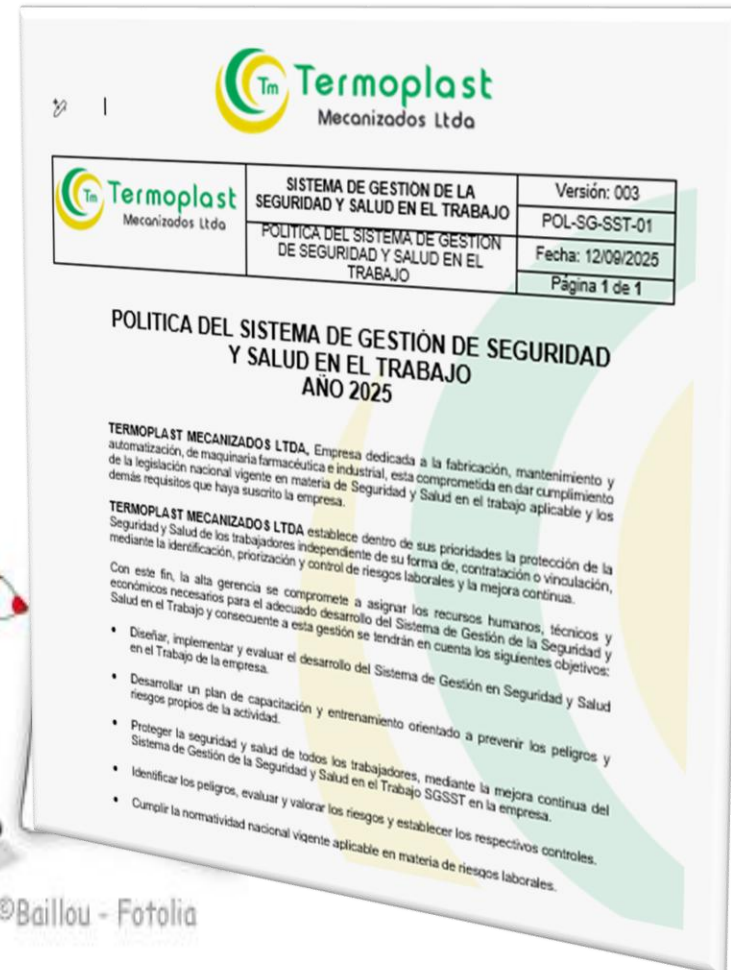 Tm Termoplast
Mecanizados Ltda
Tm Termoplast
Mecanizados Ltda
SISTEMA DE GESTIÓN DE LA
SEGURIDAD Y SALUD EN EL TRABAJO
POLITICA DEL SISTEMA DE GESTION
DE SEGURIDAD Y SALUD EN EL
TRABAJO
Versión: 003
POL-SG-SST-01
Fecha: 12/09/2025
Página 1 de 1
POLITICA DEL SISTEMA DE GESTIÓN DE SEGURIDAD
Y SALUD EN EL TRABAJO
AÑO 2025
TERMOPLAST MECANIZADOS LTDA, Empresa dedicada a la fabricación, mantenimiento y
automatización, de maquinaria farmacéutica e industrial, esta comprometida en dar cumplimiento
de la legislación nacional vigente en materia de Seguridad y Salud en el trabajo aplicable y los
demás requisitos que haya suscrito la empresa.
TERMOPLAST MECANIZADOS LTDA establece dentro de sus prioridades la protección de la
Seguridad y Salud de los trabajadores independiente de su forma de, contratación o vinculación,
mediante la identificación, priorización y control de riesgos laborales y la mejora continua.
Con este fin, la alta gerencia se compromete a asignar los recursos humanos, técnicos y
económicos necesarios para el adecuado desarrollo del Sistema de Gestión de la Seguridad y
Salud en el Trabajo y consecuente a esta gestión se tendrán en cuenta los siguientes objetivos:
• Diseñar, implementar y evaluar el desarrollo del Sistema de Gestión en Seguridad y Salud
en el Trabajo de la empresa.
• Desarrollar un plan de capacitación y entrenamiento orientado a prevenir los peligros y
riesgos propios de la actividad.
• Proteger la seguridad y salud de todos los trabajadores, mediante la mejora continua del
Sistema de Gestión de la Seguridad y Salud en el Trabajo SGSST en la empresa.
• Identificar los peligros, evaluar y valorar los riesgos y establecer los respectivos controles.
• Cumplir la normatividad nacional vigente aplicable en materia de riesgos laborales.
©Baillou - Fotolia